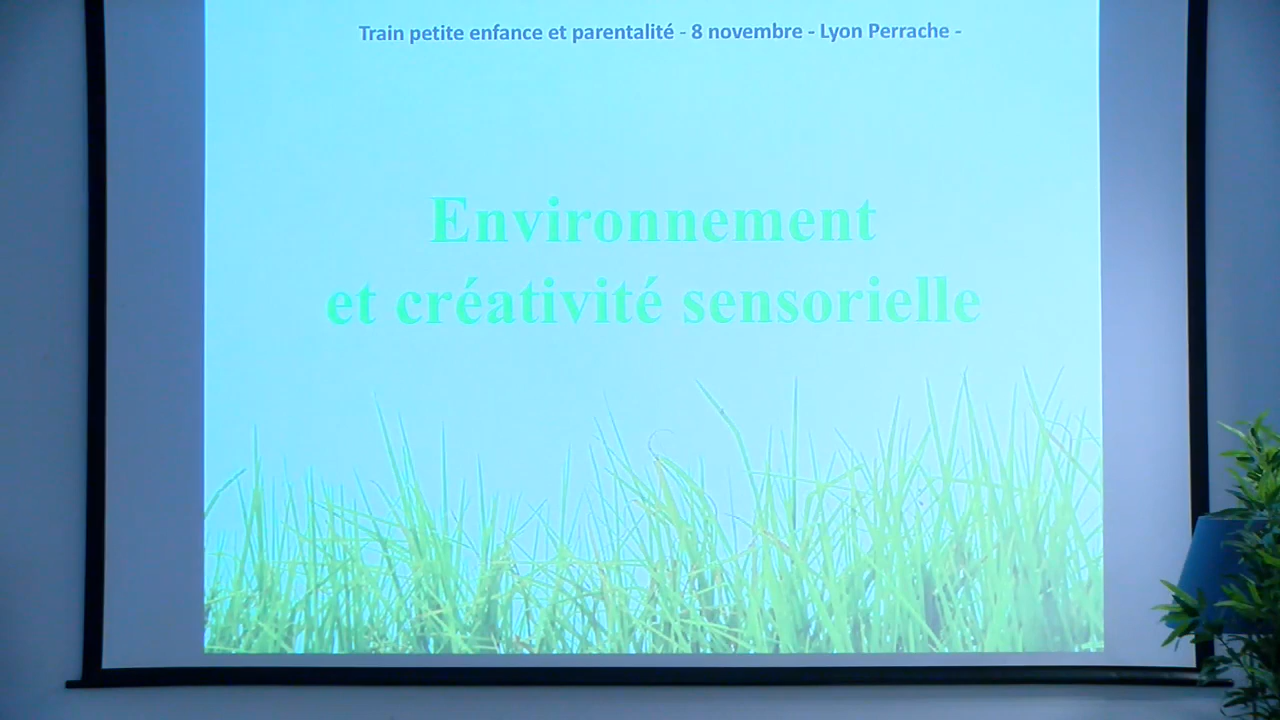 Train petite enfance et parentalité - 8 novembre - Lyon Perrache -
Environnement
et créativité sensorielle